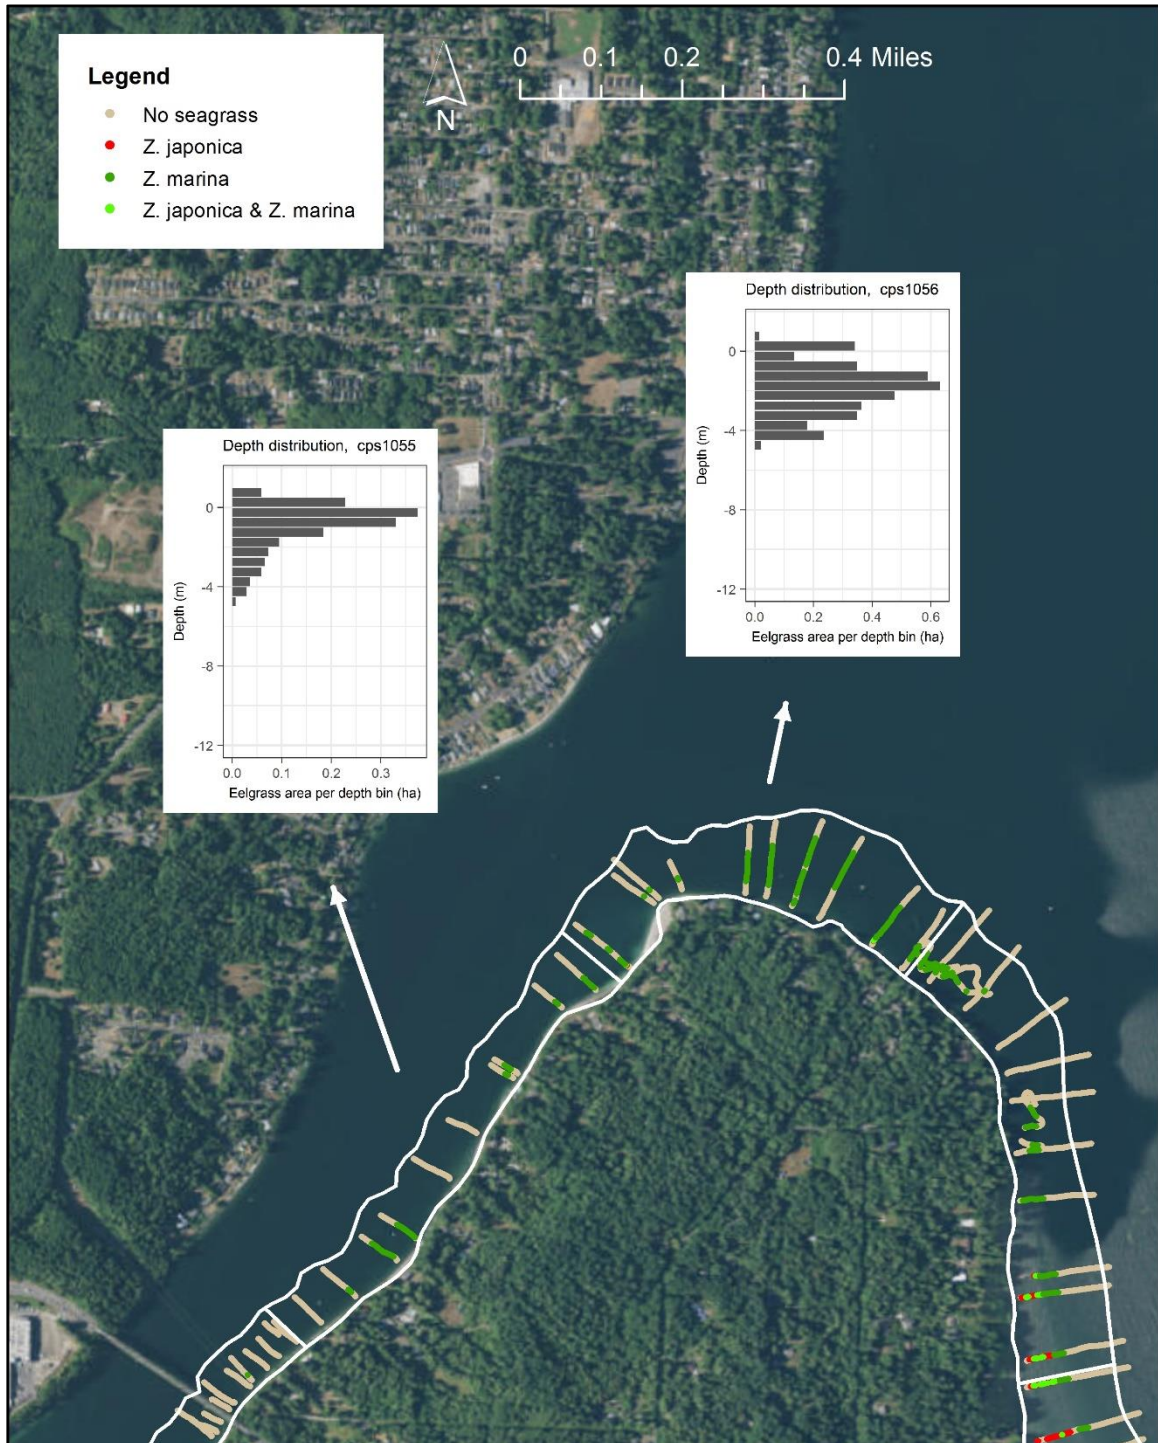 Legend
No seagrass
Z. japonica
Z. marina
Z. japonica & Z. marina
N
0 0.1 0.2 0.4 Miles
Depth distribution, cps1056
0
-4
-8
-12
Depth (m)
0.0 0.2 0.4 0.6
Eelgrass area per depth bin (ha)
Depth distribution, cps1055
0
-4
-8
-12
Depth (m)
0.0 0.1 0.2 0.3
Eelgrass area per depth bin (ha)